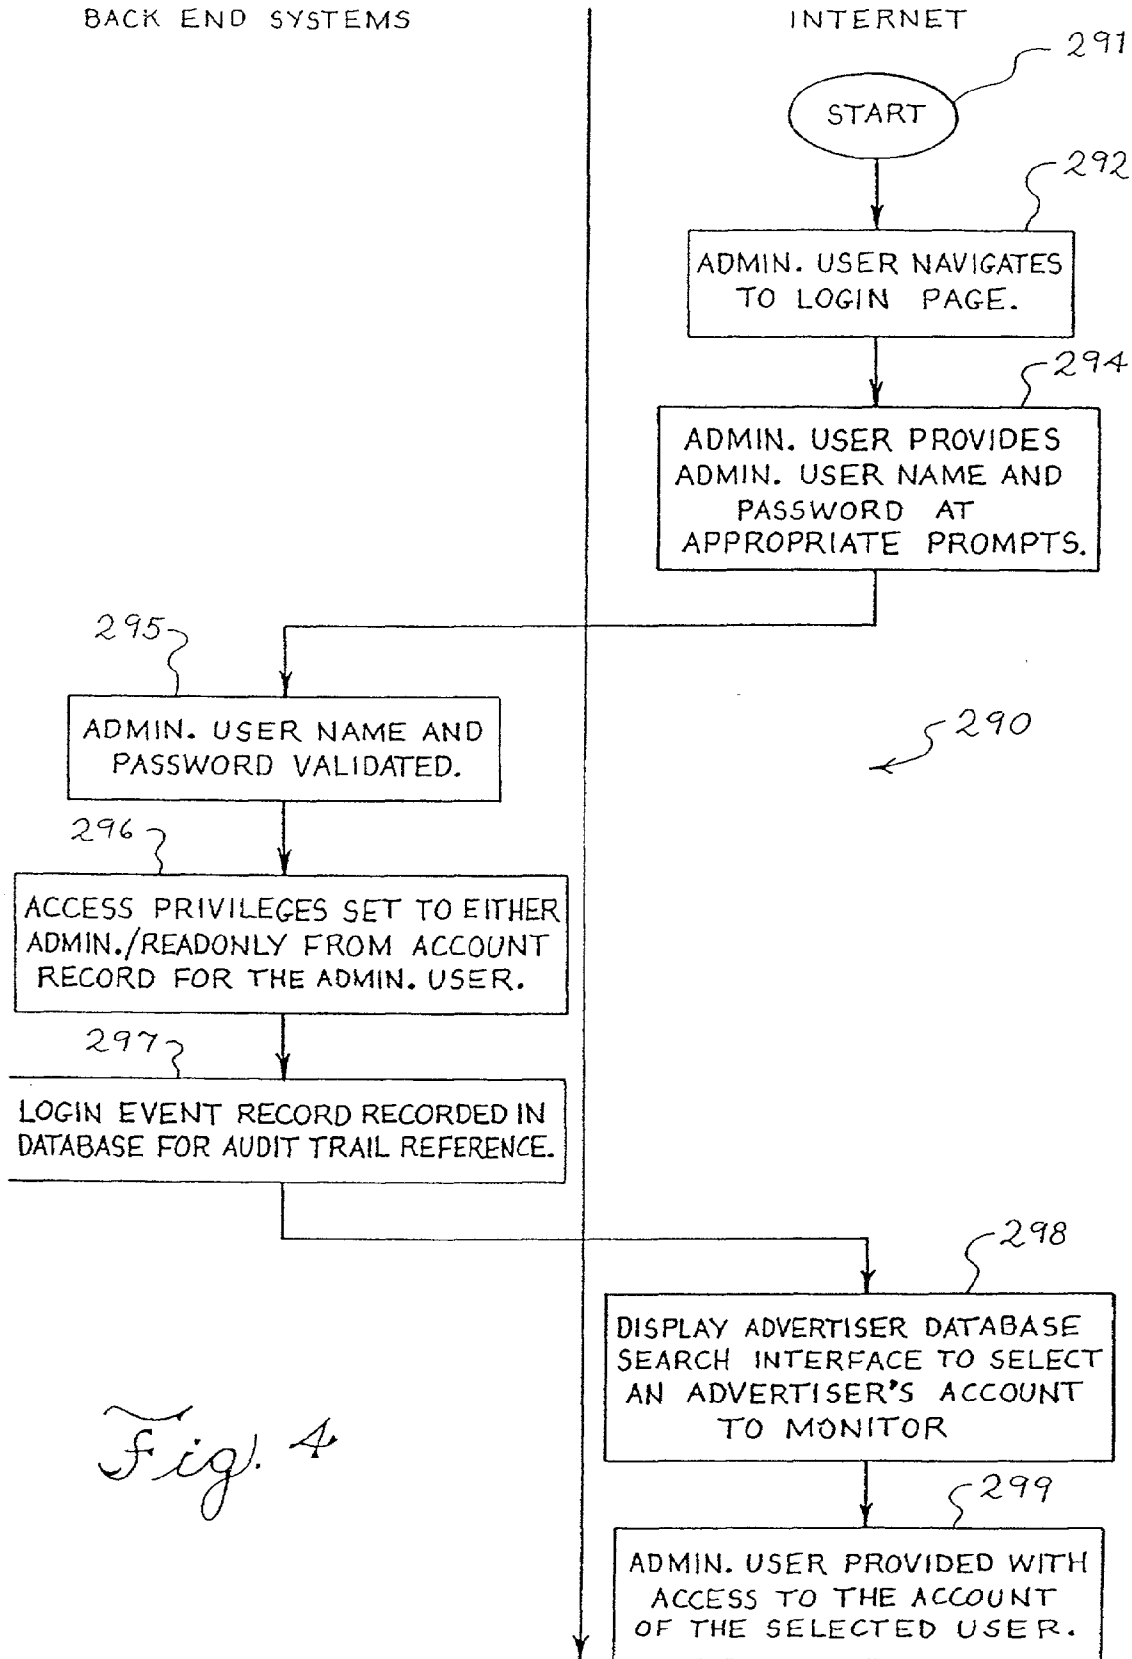 BACK END SYSTEMS
INTERNET
291
START
292
ADMIN. USER NAVIGATES
TO LOGIN PAGE.
294
ADMIN. USER PROVIDES
ADMIN. USER NAME AND
PASSWORD AT
APPROPRIATE PROMPTS.
295
ADMIN. USER NAME AND
PASSWORD VALIDATED.
290
296
ACCESS PRIVILEGES SET TO EITHER
ADMIN./READONLY FROM ACCOUNT
RECORD FOR THE ADMIN. USER.
297
LOGIN EVENT RECORD RECORDED IN
DATABASE FOR AUDIT TRAIL REFERENCE.
298
DISPLAY ADVERTISER DATABASE
SEARCH INTERFACE TO SELECT
AN ADVERTISER'S ACCOUNT
TO MONITOR
Fig. 4
299
ADMIN. USER PROVIDED WITH
ACCESS TO THE ACCOUNT
OF THE SELECTED USER.